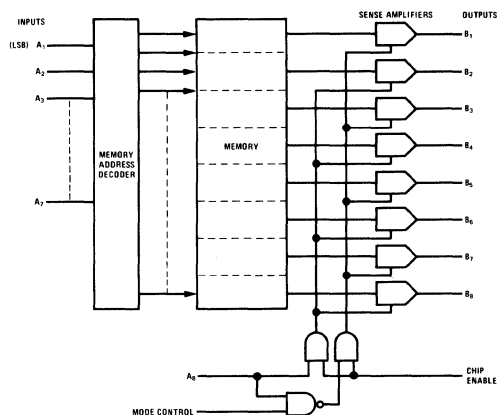 INPUTS
SENSE AMPLIFIERS
OUTPUTS
(LSB) A1
B1
A2
B2
A3
B3
MEMORY
ADDRESS
DECODER
MEMORY
B4
B5
A7
B6
B7
B8
A8
CHIP
ENABLE
MODE CONTROL